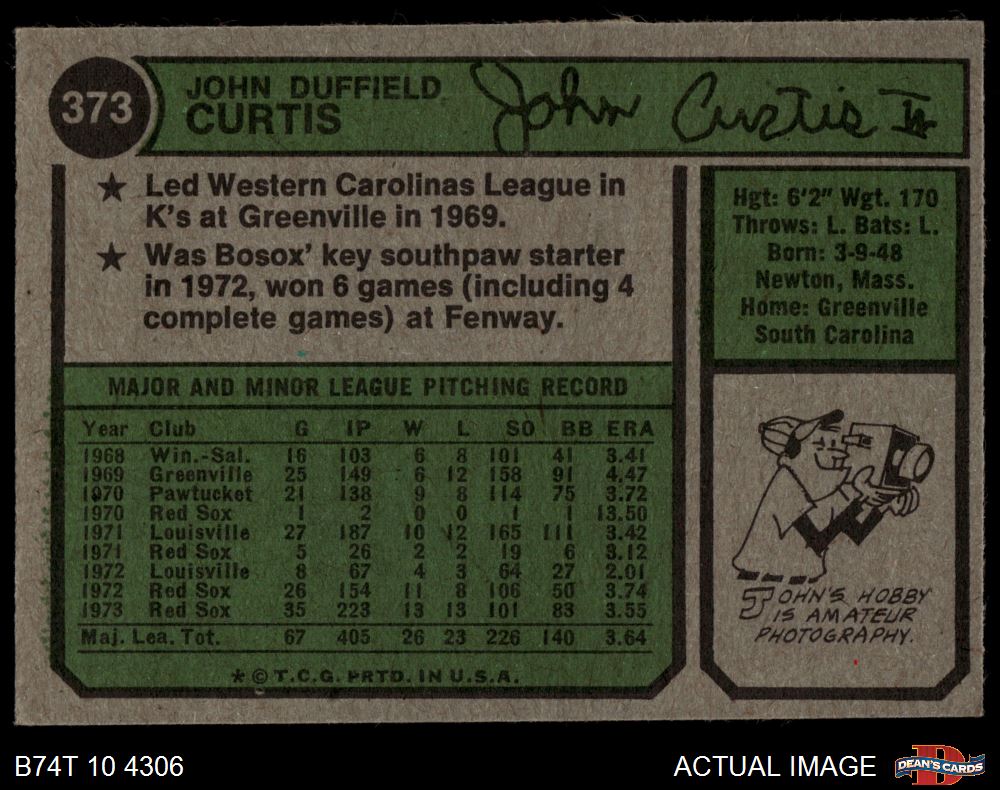 373
JOHN DUFFIELD
CURTIS
John Curtis II
★ Led Western Carolinas League in
K's at Greenville in 1969.
★ Was Bosox' key southpaw starter
in 1972, won 6 games (including 4
complete games) at Fenway.
Hgt: 6'2" Wgt. 170
Throws: L. Bats: L.
Born: 3-9-48
Newton, Mass.
Home: Greenville
South Carolina
MAJOR AND MINOR LEAGUE PITCHING RECORD
Year Club G IP W L SO BB ERA
1968 Win.-Sal. 16 103 6 8 101 41 3.41
1969 Greenville 25 149 6 12 158 91 4.47
1970 Pawtucket 21 138 9 8 114 75 3.72
1970 Red Sox 1 2 0 0 1 1 13.50
1971 Louisville 27 187 10 12 165 111 3.42
1971 Red Sox 5 26 2 2 19 6 3.12
1972 Louisville 8 67 4 3 64 27 2.01
1972 Red Sox 26 154 11 8 106 50 3.74
1973 Red Sox 35 223 13 13 101 83 3.55
Maj. Lea. Tot. 67 405 26 23 226 140 3.64
* © T.C.G. PRTD. IN U.S.A.
JOHN'S HOBBY
IS AMATEUR
PHOTOGRAPHY.
B74T 10 4306
ACTUAL IMAGE
DEAN'S CARDS